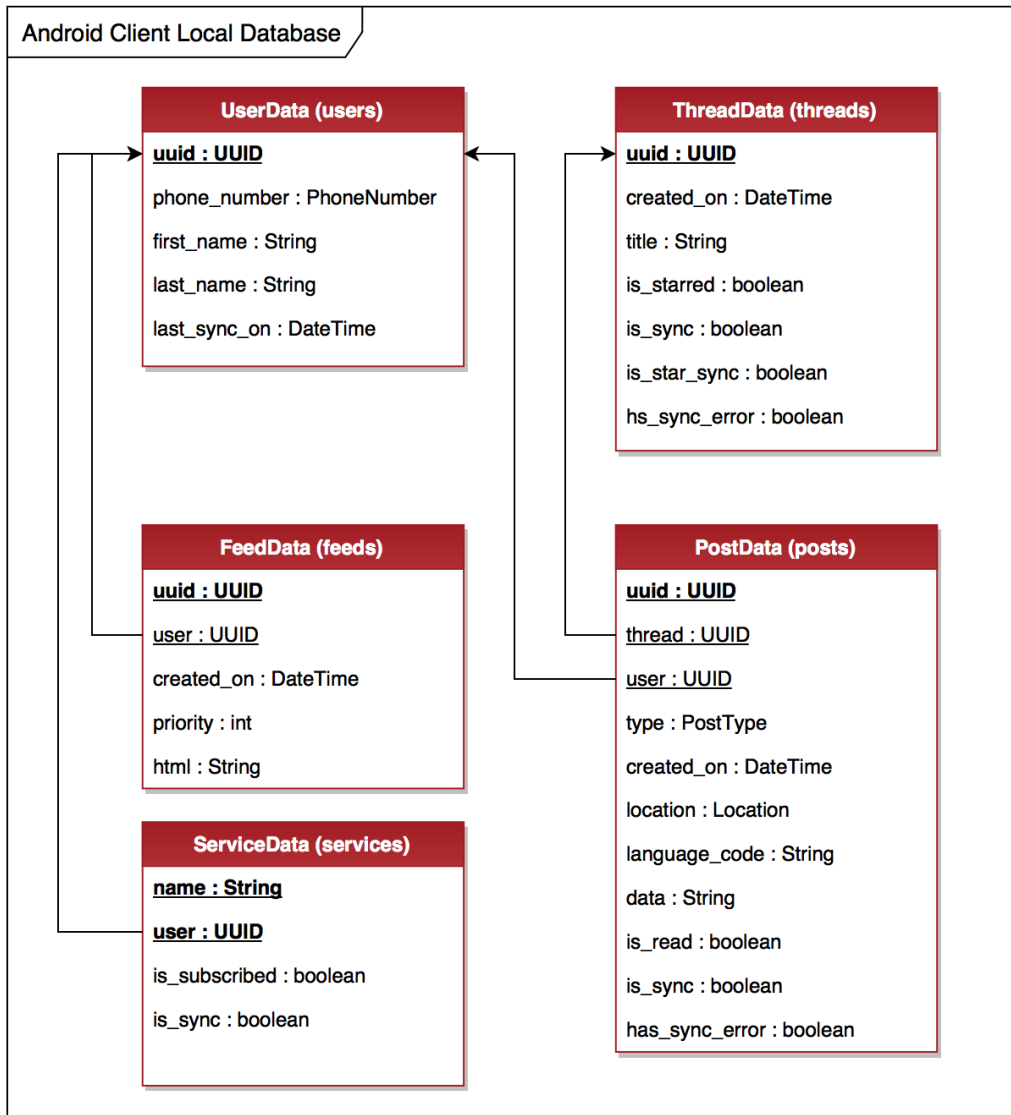 Android Client Local Database
UserData (users)
uuid : UUID
phone_number : PhoneNumber
first_name : String
last_name : String
last_sync_on : DateTime
ThreadData (threads)
uuid : UUID
created_on : DateTime
title : String
is_starred : boolean
is_sync : boolean
is_star_sync : boolean
hs_sync_error : boolean
FeedData (feeds)
uuid : UUID
user : UUID
created_on : DateTime
priority : int
html : String
PostData (posts)
uuid : UUID
thread : UUID
user : UUID
type : PostType
created_on : DateTime
location : Location
language_code : String
data : String
is_read : boolean
is_sync : boolean
has_sync_error : boolean
ServiceData (services)
name : String
user : UUID
is_subscribed : boolean
is_sync : boolean